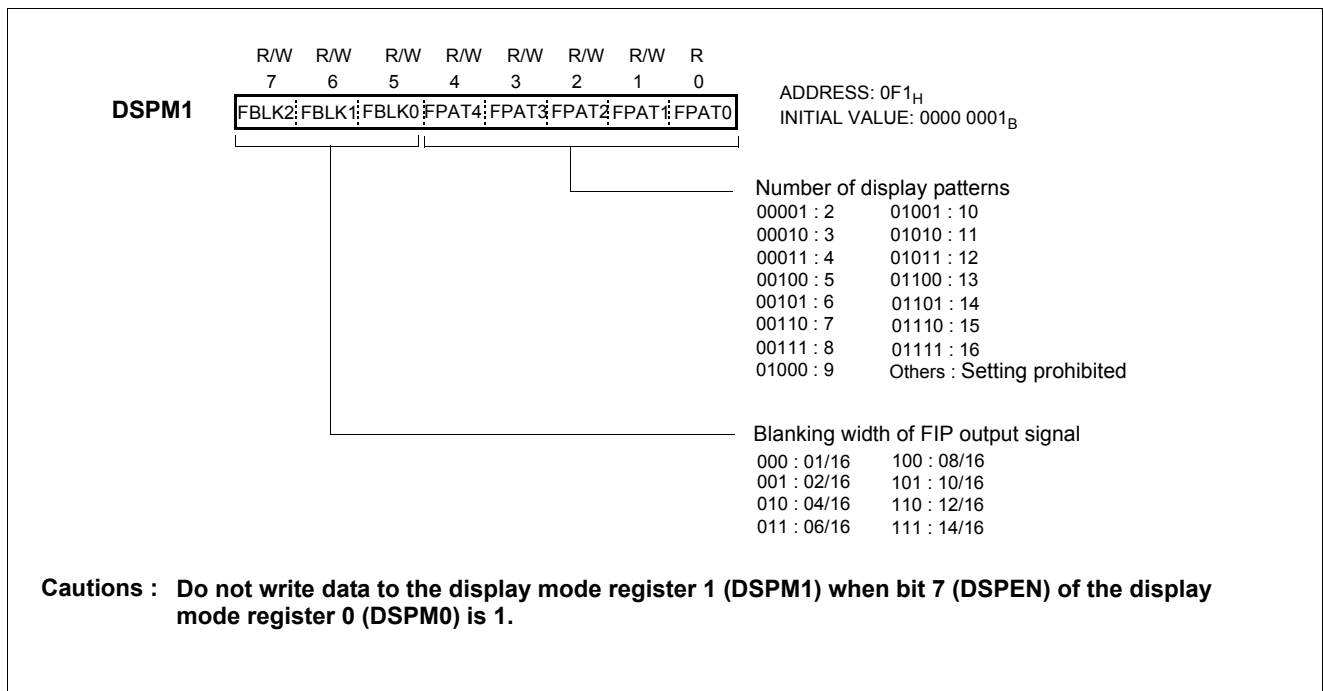 R/W R/W R/W R/W R/W R/W R/W R
7 6 5 4 3 2 1 0
DSPM1 FBLK2 FBLK1 FBLK0 FPAT4 FPAT3 FPAT2 FPAT1 FPAT0
ADDRESS: 0F1H
INITIAL VALUE: 0000 0001B
Number of display patterns
00001 : 2 01001 : 10
00010 : 3 01010 : 11
00011 : 4 01011 : 12
00100 : 5 01100 : 13
00101 : 6 01101 : 14
00110 : 7 01110 : 15
00111 : 8 01111 : 16
01000 : 9 Others : Setting prohibited
Blanking width of FIP output signal
000 : 01/16 100 : 08/16
001 : 02/16 101 : 10/16
010 : 04/16 110 : 12/16
011 : 06/16 111 : 14/16
Cautions : Do not write data to the display mode register 1 (DSPM1) when bit 7 (DSPEN) of the display
mode register 0 (DSPM0) is 1.